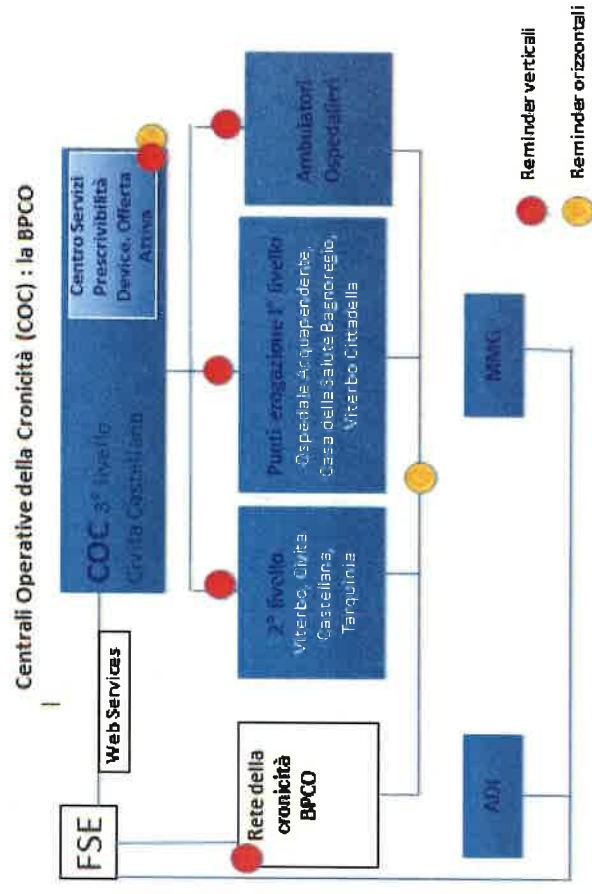 Centrali Operative della Cronicità (COC) : la BPCO
FSE
Web Services
COC 3° livello
Civita Castellana
Centro Servizi
Prescrivibilità
Device, Offerta
Attiva
Rete della
cronicità
BPCO
2° livello
Viterbo, Civita
Castellana,
Tarquinia
Punti erogazione I° livello
Ospedale Acquapendente,
Casa della Salute Bagnoregio,
Viterbo Cittadella
Ambulatori
Ospedalieri
ADI
MMG
Reminder verticali
Reminder orizzontali